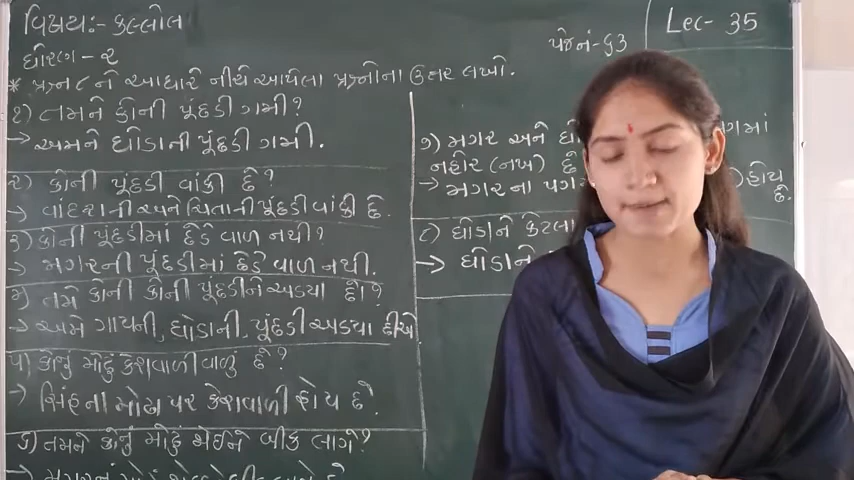 વિષય:- કલ્લોલ
ધોરણ - ૨
પેજ નં-૬૩
Lec- 35
* પ્રશ્ન ૮ ને આધારે નીચે આપેલા પ્રશ્નોના ઉત્તર લખો.
૧) તમને કોની પૂંછડી ગમી?
→ અમને ઘોડાની પૂંછડી ગમી.
૨) કોની પૂંછડી વાંકી છે?
→ વાંદરાની અને ચિતાની પૂંછડી વાંકી છે.
૩) કોની પૂંછડીમાં છેડે વાળ નથી?
→ મગરની પૂંછડીમાં છેડે વાળ નથી.
૪) તમે કોની કોની પૂંછડીને અડયા છો?
→ અમે ગાયની, ઘોડાની, પૂંછડી અડયા છીએ
૫) કોનું મોઢું કેશવાળીવાળું છે?
→ સિંહના મોઢા પર કેશવાળી હોય છે.
૬) તમને કોનું મોઢું જોઈને બીક લાગે?
૭) મગર અને
નહોર (નખ) છે
→ મગરના પગ
હોય
છે.
૮) ઘોડાને કેટલા
→ ઘોડાને